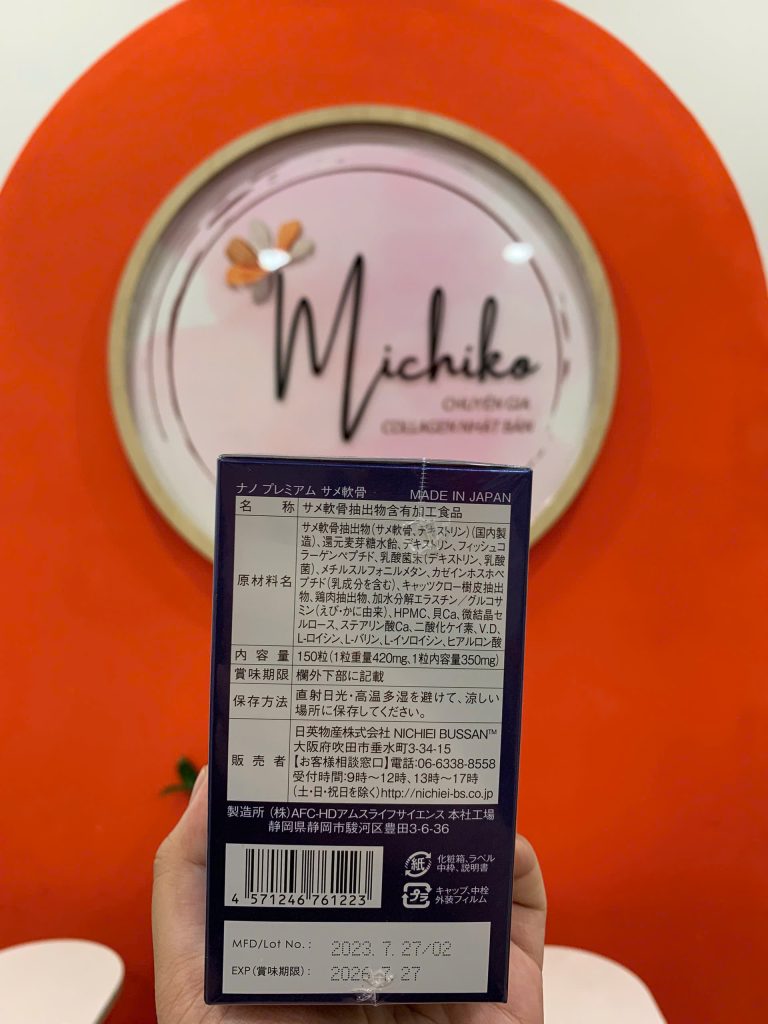 Michiko
CHUYÊN GIA
COLLAGEN NHẬT BẢN
ナノ プレミアム サメ軟骨 MADE IN JAPAN
名 称 サメ軟骨抽出物含有加工食品
原材料名 サメ軟骨抽出物(サメ軟骨、デキストリン)(国内製
造)、還元麦芽糖水飴、デキストリン、フィッシュコ
ラーゲンペプチド、乳酸菌末(デキストリン、乳酸
菌)、メチルスルフォニルメタン、カゼインホスホペ
プチド(乳成分を含む)、キャッツクロー樹皮抽出
物、鶏肉抽出物、加水分解エラスチン/グルコサ
ミン(えび・かに由来)、HPMC、貝Ca、微結晶セ
ルロース、ステアリン酸Ca、二酸化ケイ素、V.D、
L-ロイシン、L-バリン、L-イソロイシン、ヒアルロン酸
内容量 150粒(1粒重量420mg、1粒内容量350mg)
賞味期限 欄外下部に記載
保存方法 直射日光・高温多湿を避けて、涼しい
場所に保存してください。
販売者 日英物産株式会社 NICHIEI BUSSAN™
大阪府吹田市垂水町3-34-15
【お客様相談窓口】電話:06-6338-8558
受付時間:9時〜12時、13時〜17時
(土・日・祝日を除く)http://nichiei-bs.co.jp
製造所 (株)AFC-HDアムスライフサイエンス 本社工場
静岡県静岡市駿河区豊田3-6-36
4 571246 761223
紙 化粧箱、ラベル
中枠、説明書
プラ キャップ、中栓
外装フィルム
MFD/Lot No.: 2023. 7. 27/02
EXP(賞味期限): 2026. 7. 27